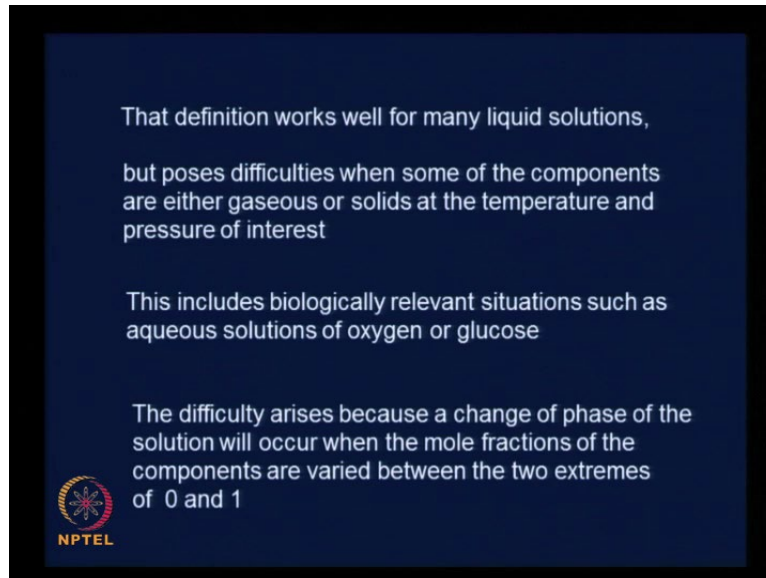 That definition works well for many liquid solutions,
but poses difficulties when some of the components
are either gaseous or solids at the temperature and
pressure of interest
This includes biologically relevant situations such as
aqueous solutions of oxygen or glucose
The difficulty arises because a change of phase of the
solution will occur when the mole fractions of the
components are varied between the two extremes
of 0 and 1
NPTEL